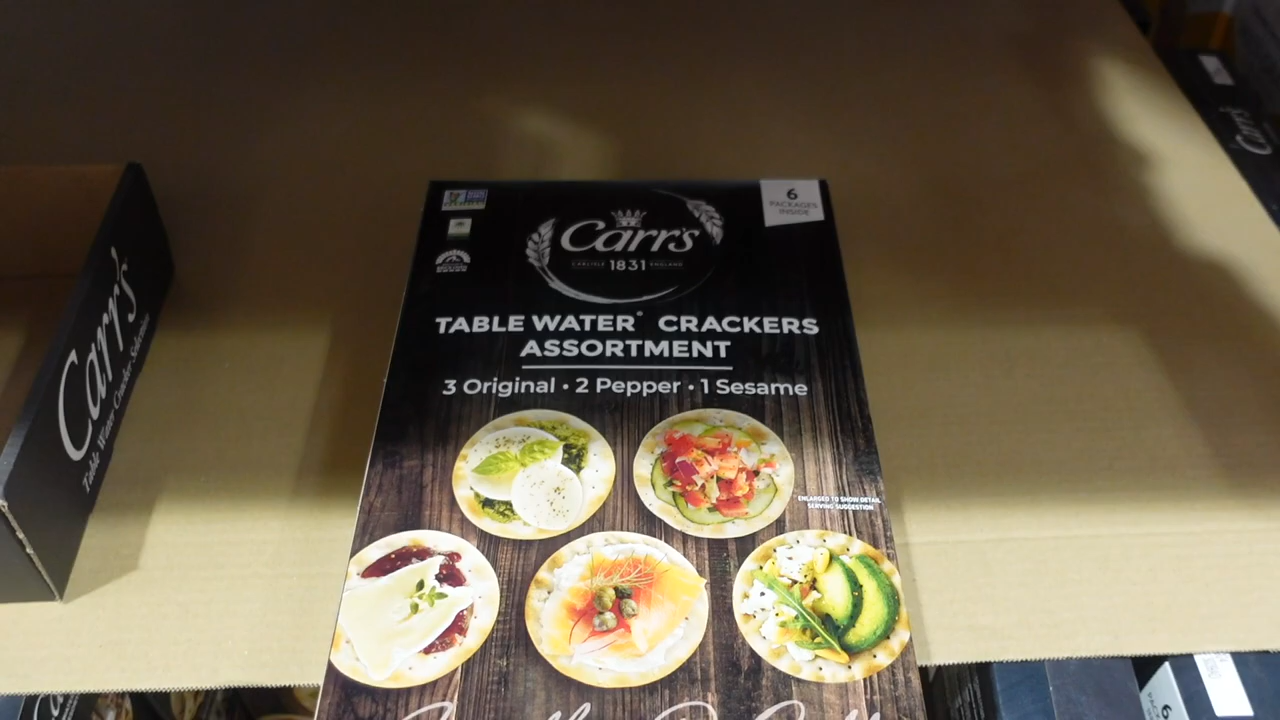 6
PACKAGES
INSIDE
Carr's
CARLISLE 1831 ENGLAND
TABLE WATER® CRACKERS
ASSORTMENT
3 Original • 2 Pepper • 1 Sesame
ENLARGED TO SHOW DETAIL
SERVING SUGGESTION
Carr's
Table Water Cracker Selection
Carr's
6